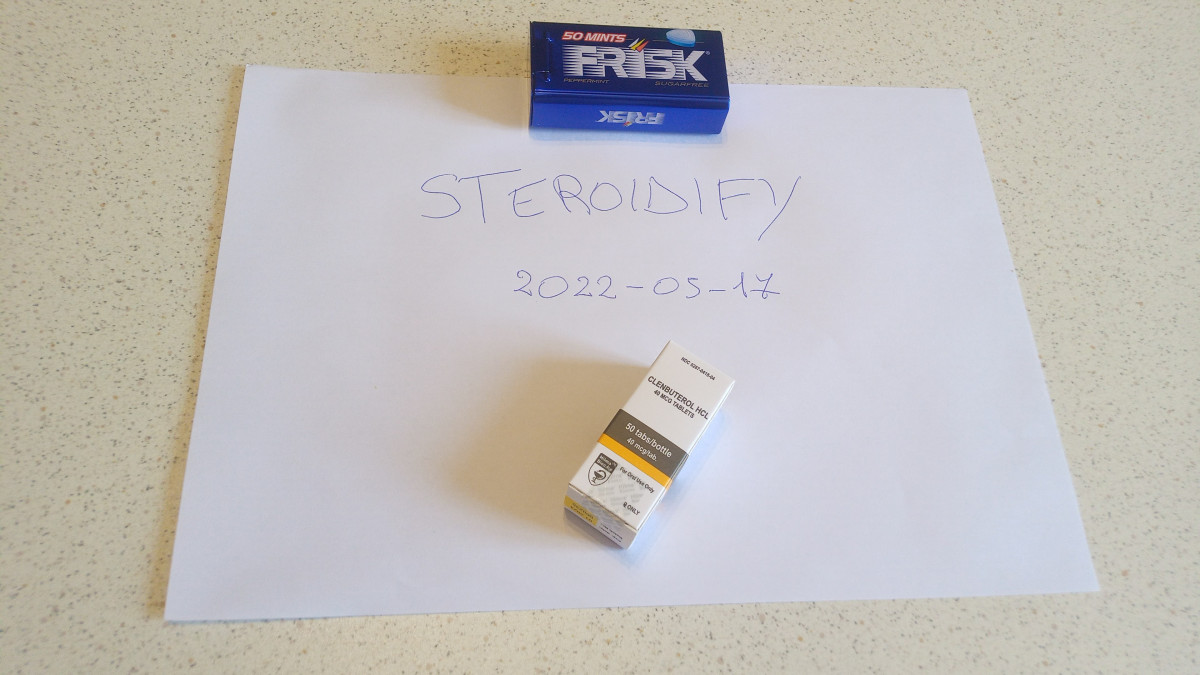 50 MINTS
FRISK
PEPPERMINT SUGARFREE
FRISK
STEROIDIFY
2022-05-17
CLENBUTEROL HCL
40 MCG TABLETS
50 tabs/bottle
40 mcg/tab.
For Oral Use Only
℞ ONLY